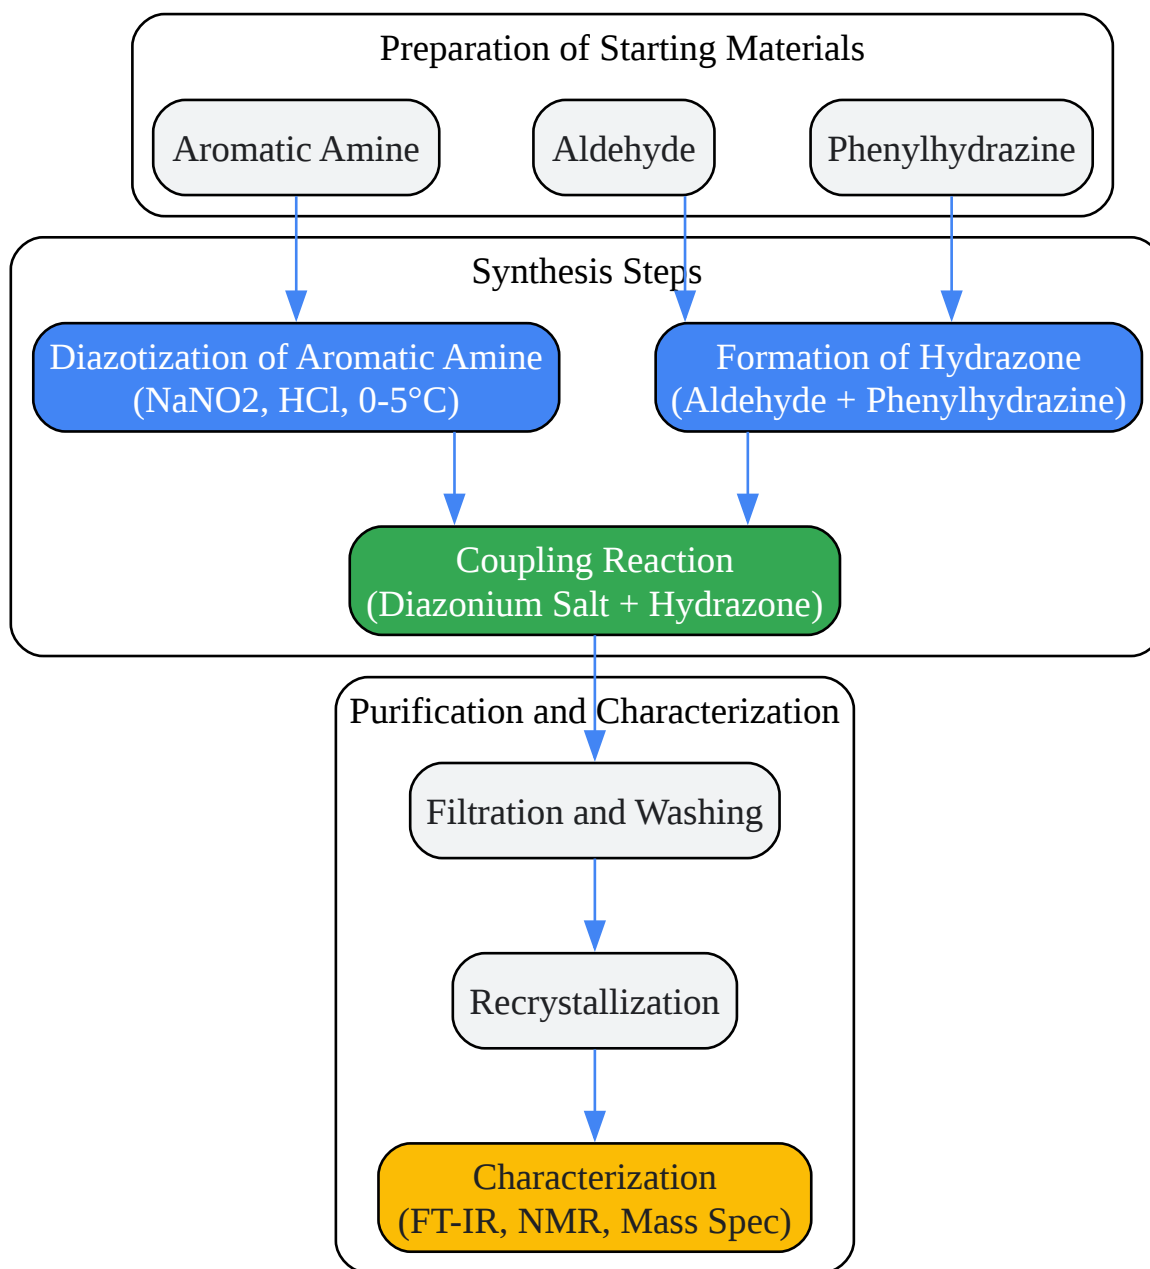 Preparation of Starting Materials
Aromatic Amine
Aldehyde
Phenylhydrazine
Synthesis Steps
Diazotization of Aromatic Amine
(NaNO2, HCl, 0-5°C)
Formation of Hydrazone
(Aldehyde + Phenylhydrazine)
Coupling Reaction
(Diazonium Salt + Hydrazone)
Purification and Characterization
Filtration and Washing
Recrystallization
Characterization
(FT-IR, NMR, Mass Spec)